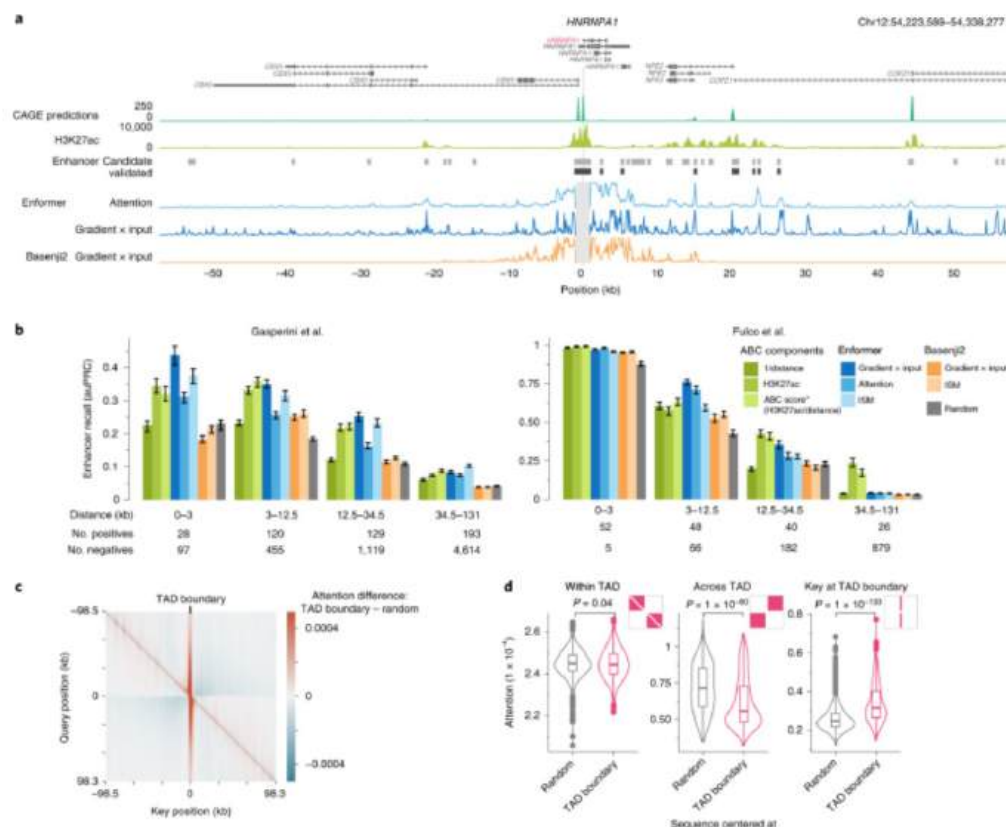 a
HNRNPA1
Chr12:54,223,589–54,338,277
HNRNPA1
CAGE predictions
250
0
H3K27ac
10,000
0
Enhancer Candidate
validated
Enformer Attention
Gradient × input
Basenji2 Gradient × input
−50 −40 −30 −20 −10 0 10 20 30 40 50
Position (kb)
b
Gasperini et al.
Enhancer recall (auPRC)
0.4
0.3
0.2
0.1
0
Distance (kb) 0–3 3–12.5 12.5–34.5 34.5–131
No. positives 28 120 129 193
No. negatives 97 455 1,119 4,614
Fulco et al.
1
0.75
0.50
0.25
0
0–3 3–12.5 12.5–34.5 34.5–131
52 48 40 26
5 66 182 879
ABC components
1/distance
H3K27ac
ABC score*
(H3K27ac/distance)
Enformer
Gradient × input
Attention
ISM
Basenji2
Gradient × input
ISM
Random
c
TAD boundary
Query position (kb)
−98.5
0
98.3
−98.5 0 98.3
Key position (kb)
Attention difference:
TAD boundary – random
0.0004
0
−0.0004
d
Within TAD
P = 0.04
Attention (1 × 10⁻⁴)
2.6
2.4
2.2
Random
TAD boundary
Across TAD
1
0.75
0.50
Random
TAD boundary
Key at TAD boundary
0.8
0.6
0.4
0.2
Random
TAD boundary
Sequence centered at